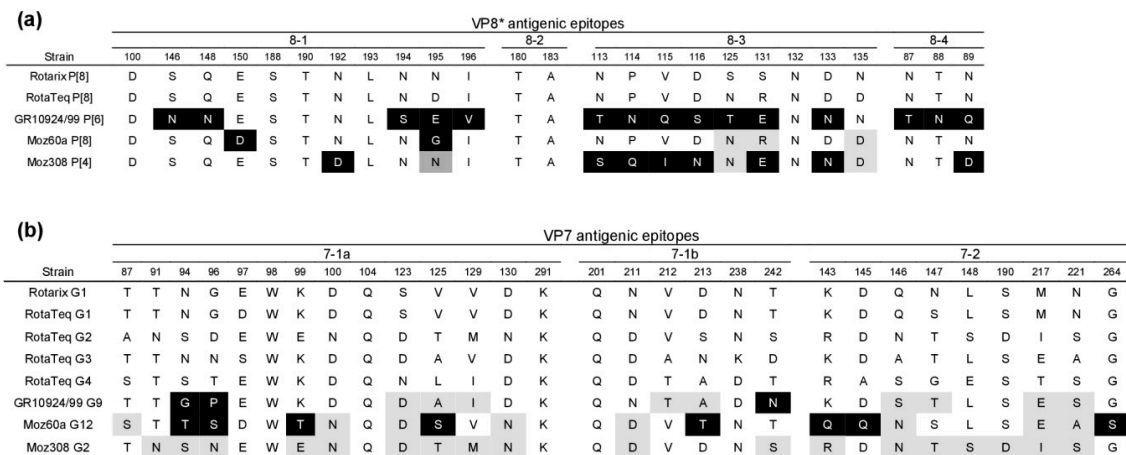 (a)
VP8* antigenic epitopes
8-1 8-2 8-3 8-4
Strain 100 146 148 150 188 190 192 193 194 195 196 180 183 113 114 115 116 125 131 132 133 135 87 88 89
Rotarix P[8] D S Q E S T N L N N I T A N P V D S S N D N N T N
RotaTeq P[8] D S Q E S T N L N D I T A N P V D N R N D D N T N
GR10924/99 P[6] D N N E S T N L S E V T A T N Q S T E N N N T N Q
Moz60a P[8] D S Q D S T N L N G I T A N P V D N R N D D N T N
Moz308 P[4] D S Q E S T D L N N I T A S Q I N N E N N D N T D
(b)
VP7 antigenic epitopes
7-1a 7-1b 7-2
Strain 87 91 94 96 97 98 99 100 104 123 125 129 130 291 201 211 212 213 238 242 143 145 146 147 148 190 217 221 264
Rotarix G1 T T N G E W K D Q S V V D K Q N V D N T K D Q N L S M N G
RotaTeq G1 T T N G D W K D Q S V V D K Q N V D N T K D Q S L S M N G
RotaTeq G2 A N S D E W E N Q D T M N K Q D V S N S R D N T S D I S G
RotaTeq G3 T T N N S W K D Q D A V D K Q D A N K D K D A T L S E A G
RotaTeq G4 S T S T E W K D Q N L I D K Q D T A D T R A S G E S T S G
GR10924/99 G9 T T G P E W K D Q D A I D K Q N T A D N K D S T L S E S G
Moz60a G12 S T T S D W T N Q D S V N K Q D V T N T Q Q N S L S E A S
Moz308 G2 T N S N E W E N Q D T M N K Q D V D N S R D N T S D I S G